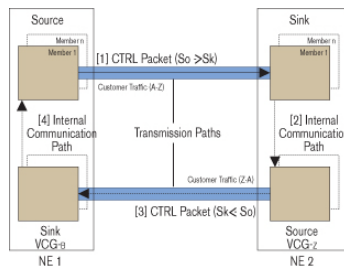 Source
Sink
Member n
Member 1
Member n
Member 1
[1] CTRL Packet (So >Sk)
Customer Traffic (A-Z)
[4] Internal
Communication
Path
[2] Internal
Communication
Path
Transmission Paths
Customer Traffic (Z-A)
[3] CTRL Packet (Sk< So)
Sink
VCG-B
NE 1
Source
VCG-Z
NE 2